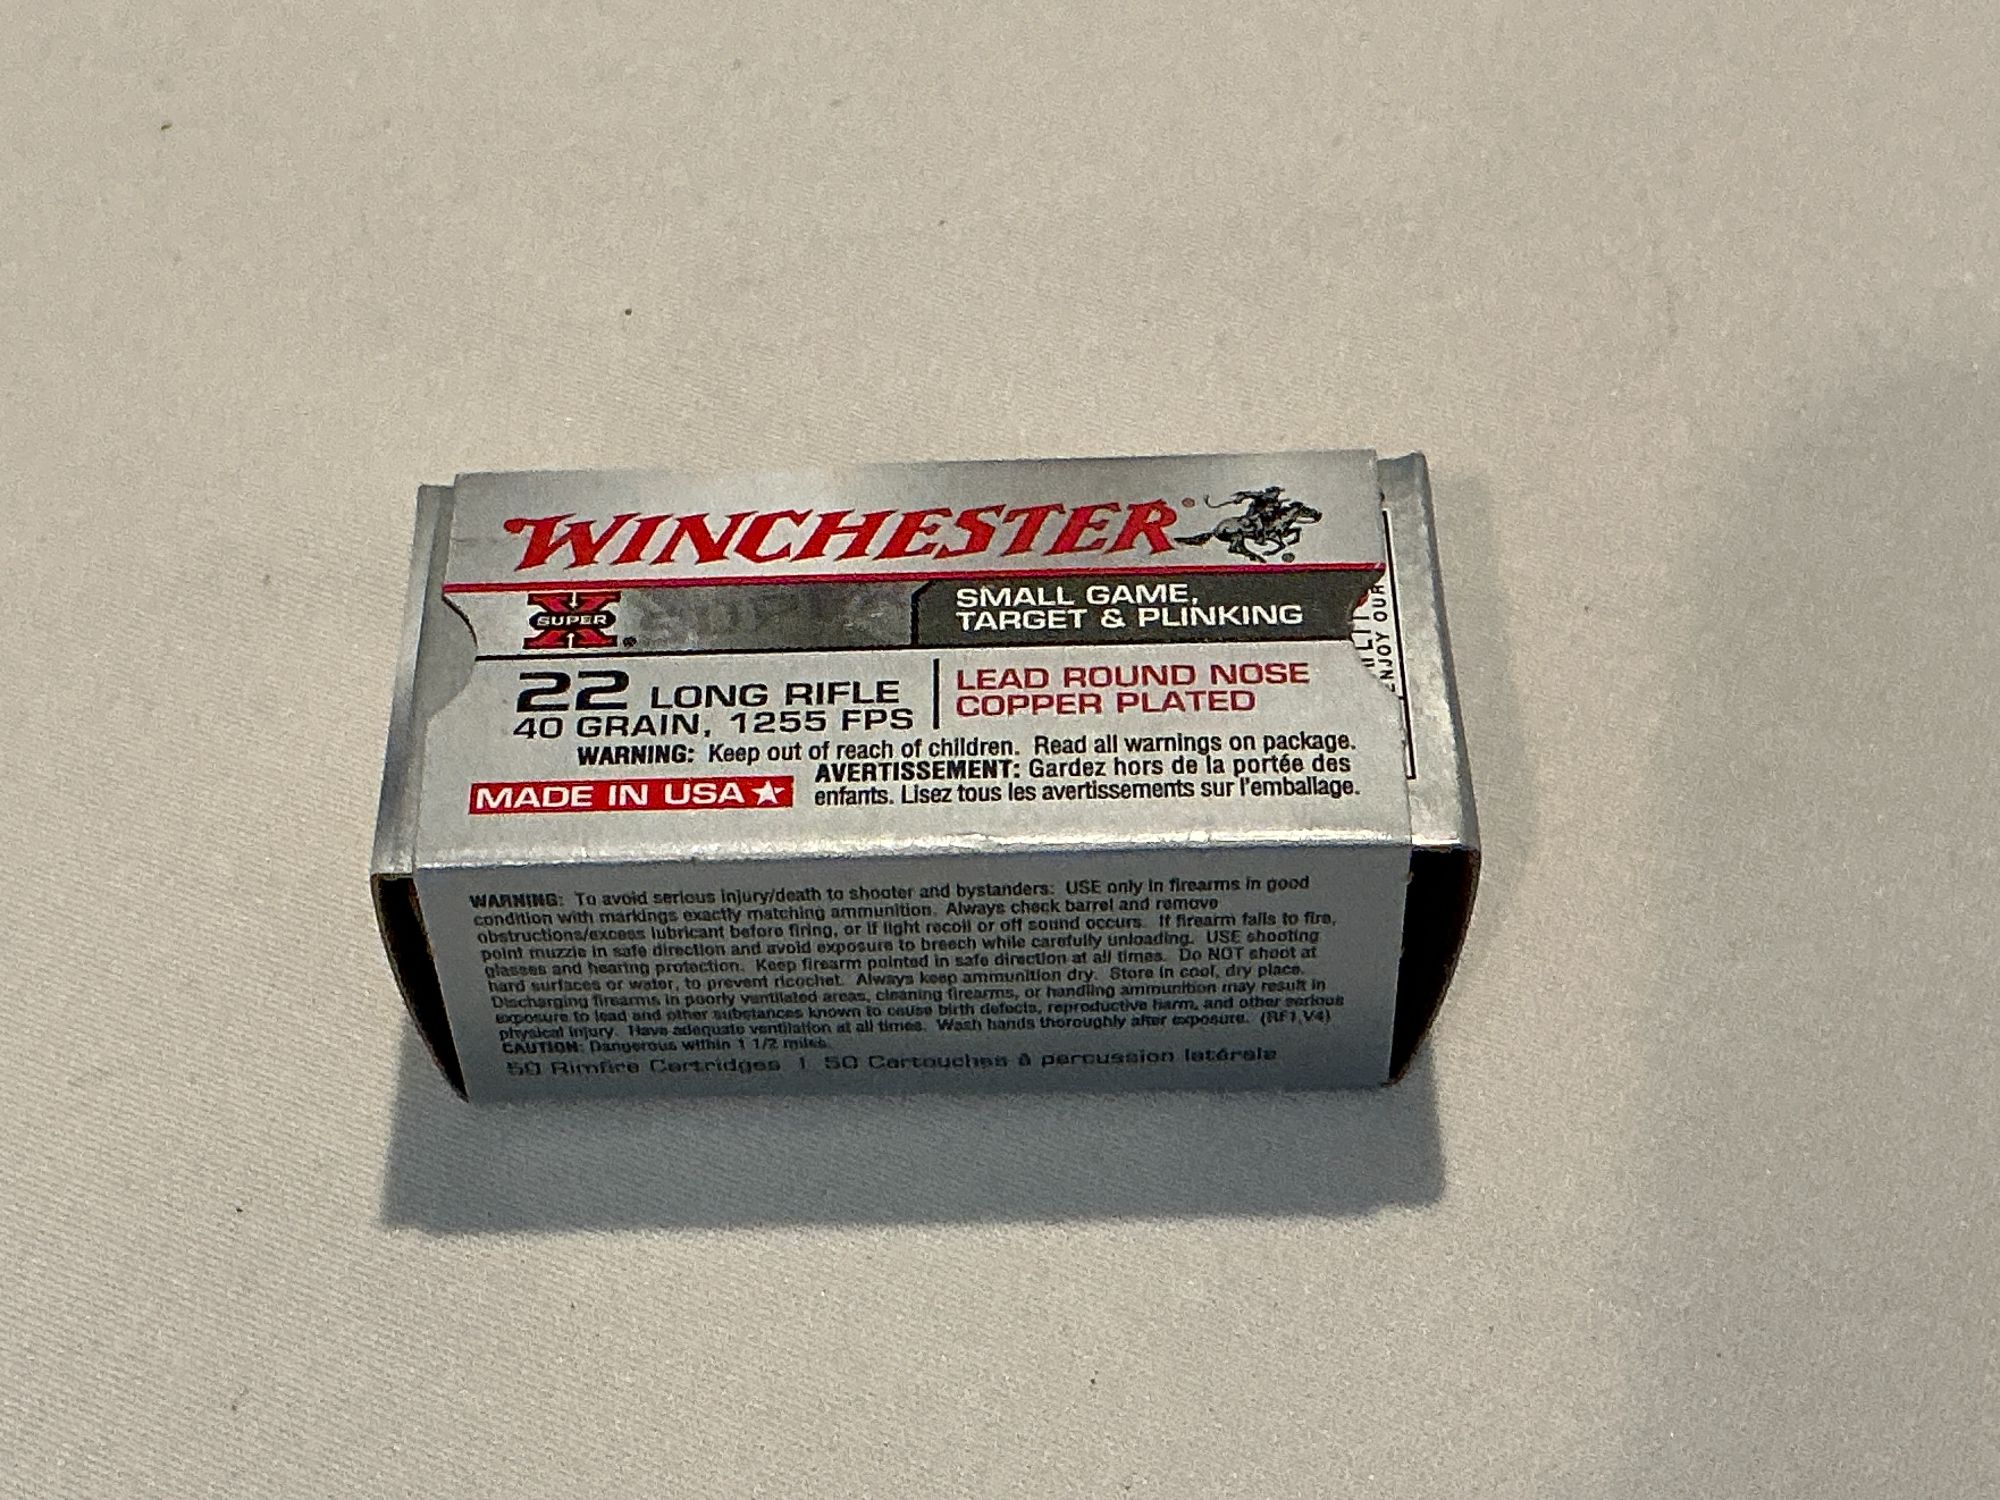 WINCHESTER®
SUPER X®
SMALL GAME,
TARGET & PLINKING
22 LONG RIFLE
40 GRAIN, 1255 FPS
LEAD ROUND NOSE
COPPER PLATED
WARNING: Keep out of reach of children. Read all warnings on package.
AVERTISSEMENT: Gardez hors de la portée des
enfants. Lisez tous les avertissements sur l'emballage.
MADE IN USA
ENJOY OUR
WARNING: To avoid serious injury/death to shooter and bystanders: USE only in firearms in good
condition with markings exactly matching ammunition. Always check barrel and remove
obstructions/excess lubricant before firing, or if light recoil or off sound occurs. If firearm fails to fire,
point muzzle in safe direction and avoid exposure to breech while carefully unloading. USE shooting
glasses and hearing protection. Keep firearm pointed in safe direction at all times. Do NOT shoot at
hard surfaces or water, to prevent ricochet. Always keep ammunition dry. Store in cool, dry place.
Discharging firearms in poorly ventilated areas, cleaning firearms, or handling ammunition may result in
exposure to lead and other substances known to cause birth defects, reproductive harm, and other serious
physical injury. Have adequate ventilation at all times. Wash hands thoroughly after exposure. (RF1,V4)
CAUTION: Dangerous within 1 1/2 miles.
50 Rimfire Cartridges | 50 Cartouches à percussion latérale